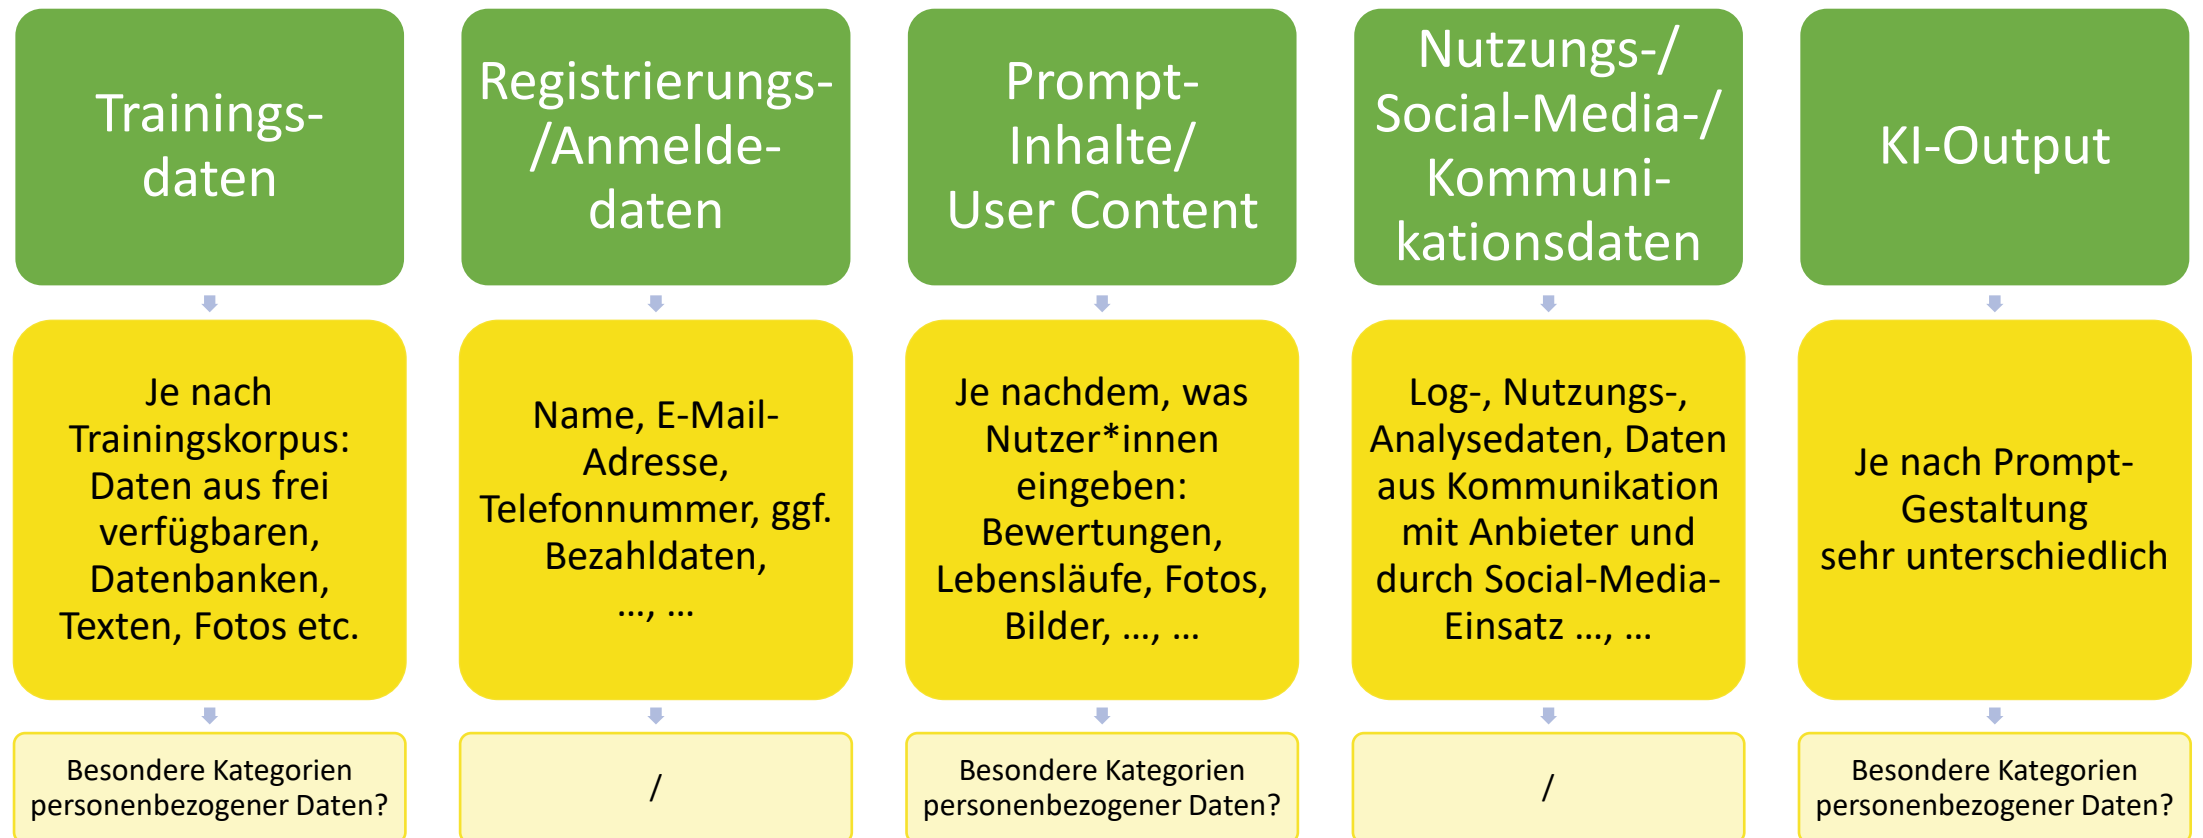 Trainings-
daten
Je nach
Trainingskorpus:
Daten aus frei
verfügbaren,
Datenbanken,
Texten, Fotos etc.
Besondere Kategorien
personenbezogener Daten?
Registrierungs-
/Anmelde-
daten
Name, E-Mail-
Adresse,
Telefonnummer, ggf.
Bezahldaten,
…, …
/
Prompt-
Inhalte/
User Content
Je nachdem, was
Nutzer*innen
eingeben:
Bewertungen,
Lebensläufe, Fotos,
Bilder, …, …
Besondere Kategorien
personenbezogener Daten?
Nutzungs-/
Social-Media-/
Kommuni-
kationsdaten
Log-, Nutzungs-,
Analysedaten, Daten
aus Kommunikation
mit Anbieter und
durch Social-Media-
Einsatz …, …
/
KI-Output
Je nach Prompt-
Gestaltung
sehr unterschiedlich
Besondere Kategorien
personenbezogener Daten?